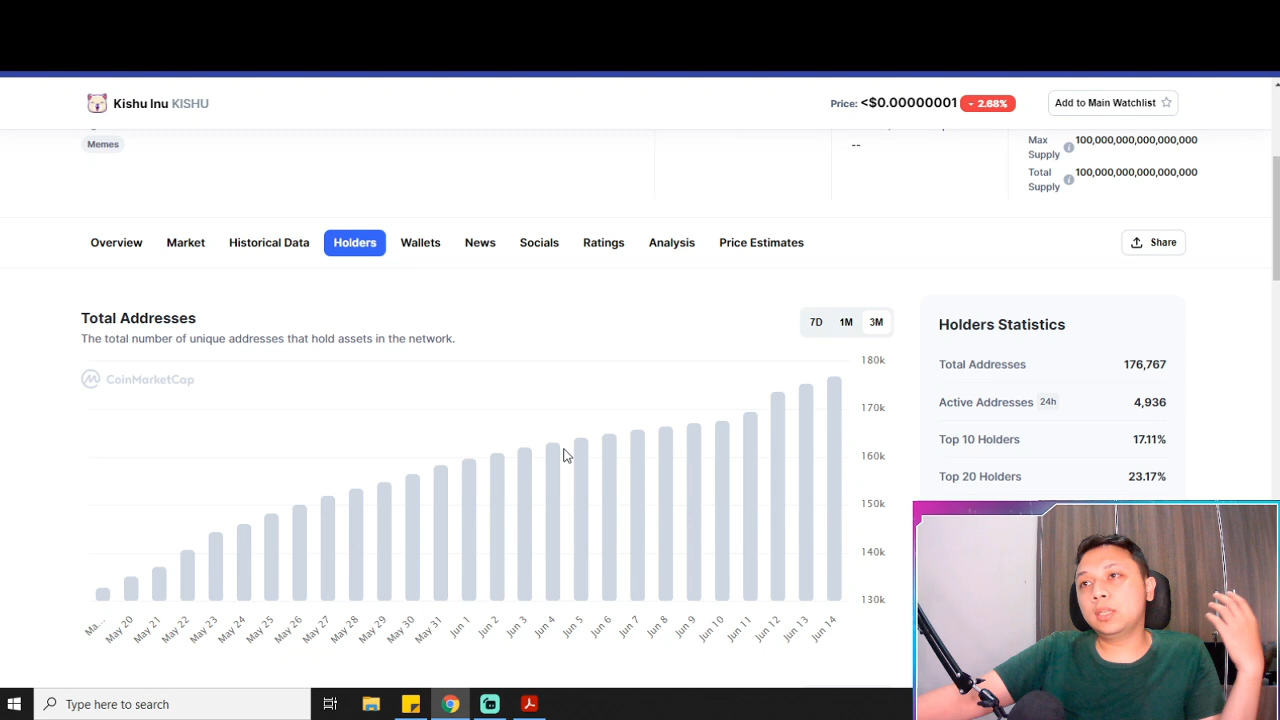 Kishu Inu KISHU
Price: <$0.00000001 - 2.68%
Add to Main Watchlist
Memes
--
Max Supply 100,000,000,000,000,000
Total Supply 100,000,000,000,000,000
Overview Market Historical Data Holders Wallets News Socials Ratings Analysis Price Estimates
Share
Total Addresses
The total number of unique addresses that hold assets in the network.
7D 1M 3M
CoinMarketCap
180k
170k
160k
150k
140k
130k
Ma... May 20 May 21 May 22 May 23 May 24 May 25 May 26 May 27 May 28 May 29 May 30 May 31 Jun 1 Jun 2 Jun 3 Jun 4 Jun 5 Jun 6 Jun 7 Jun 8 Jun 9 Jun 10 Jun 11 Jun 12 Jun 13 Jun 14
Holders Statistics
Total Addresses 176,767
Active Addresses 24h 4,936
Top 10 Holders 17.11%
Top 20 Holders 23.17%
Type here to search